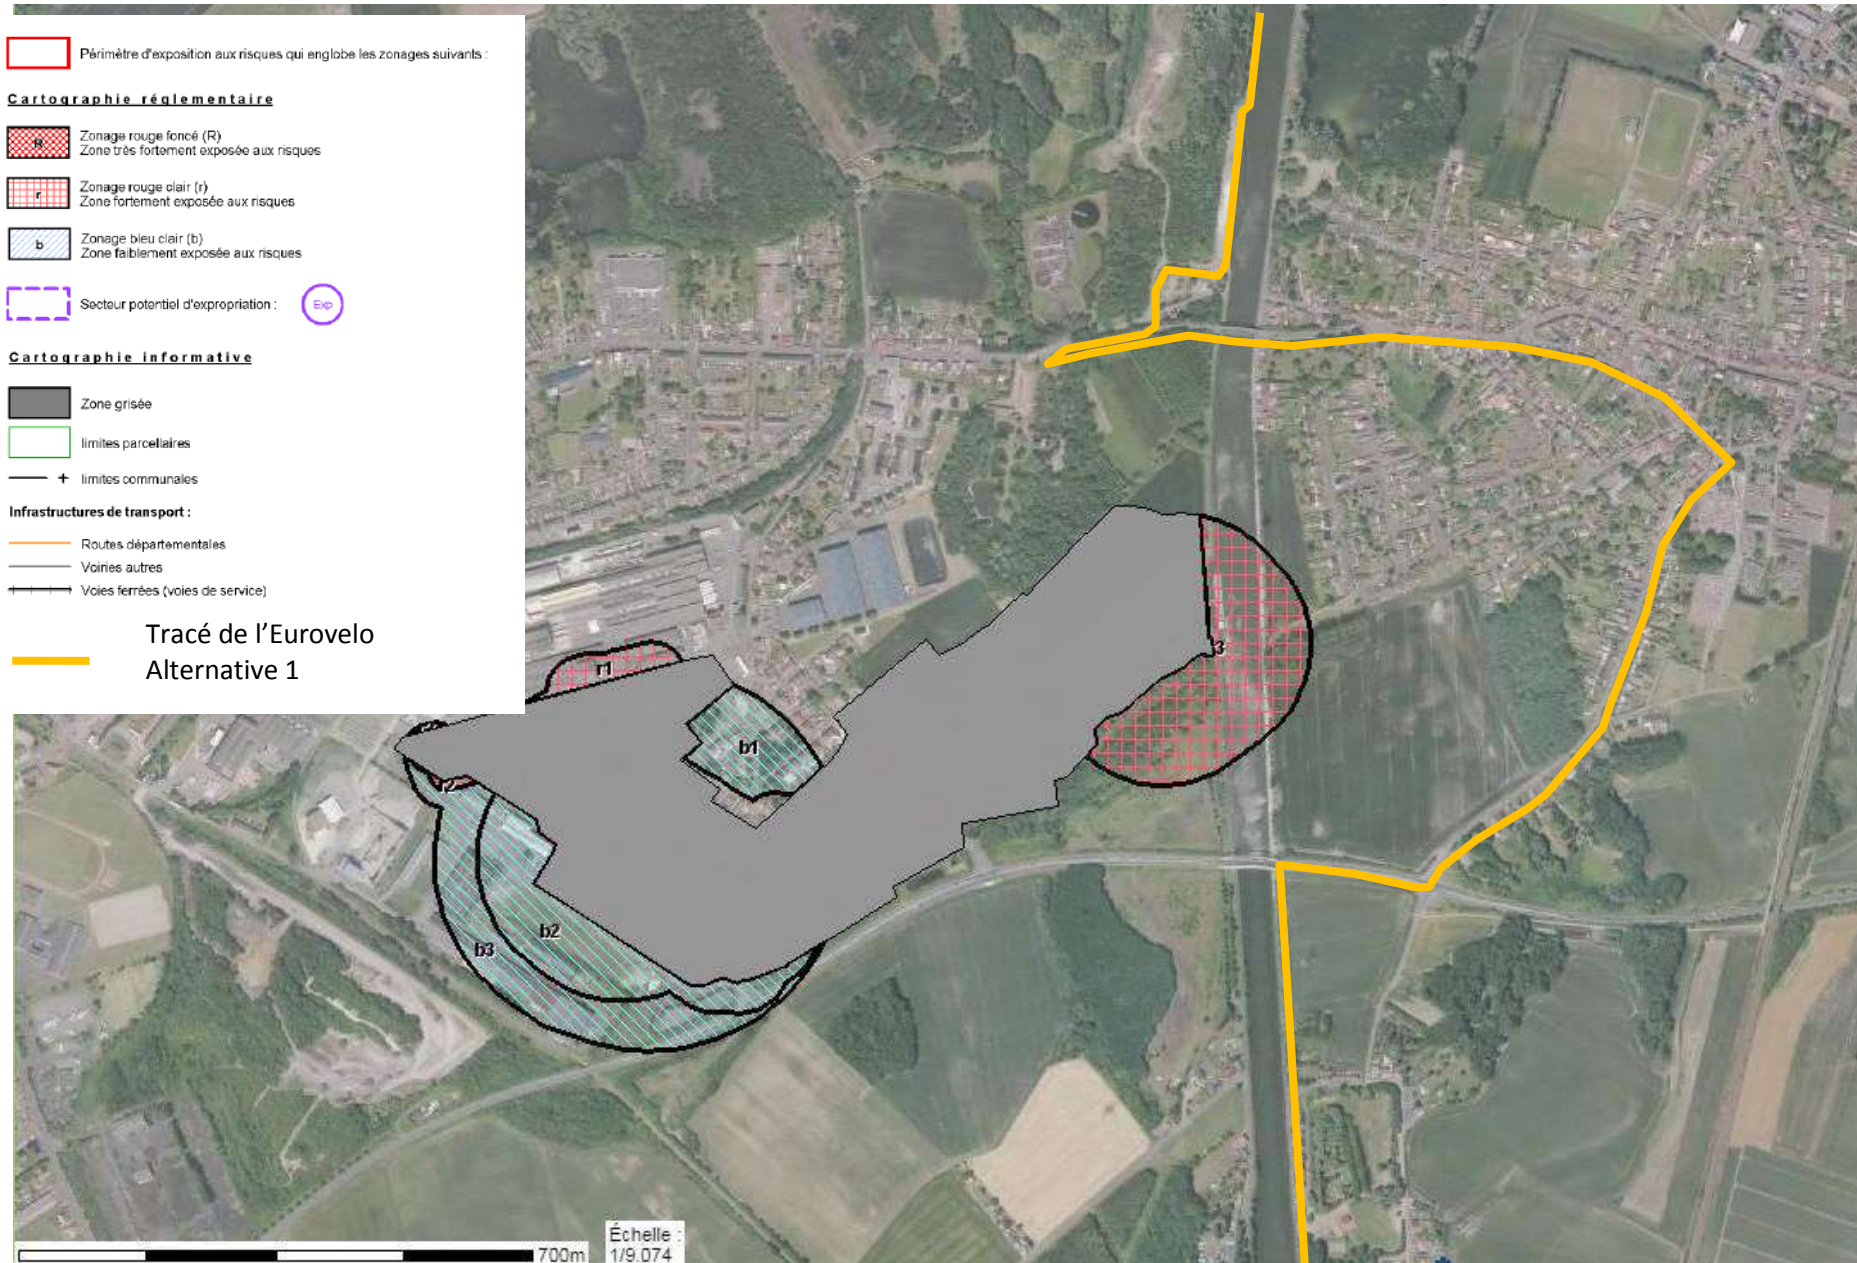 Périmètre d'exposition aux risques qui englobe les zonages suivants :
Cartographie réglementaire
R
Zonage rouge foncé (R)
Zone très fortement exposée aux risques
r
Zonage rouge clair (r)
Zone fortement exposée aux risques
b
Zonage bleu clair (b)
Zone faiblement exposée aux risques
Secteur potentiel d'expropriation :
Exp
Cartographie informative
Zone grisée
limites parcellaires
limites communales
Infrastructures de transport :
Routes départementales
Voiries autres
Voies ferrées (voies de service)
Tracé de l'Eurovelo
Alternative 1
r1
3
b1
r2
b2
b3
700m
Échelle :
1/9.074